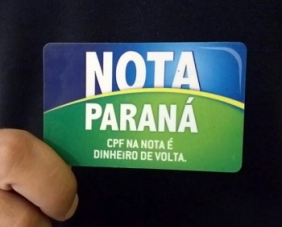 NOTA
PARANÁ
CPF NA NOTA É
DINHEIRO DE VOLTA.